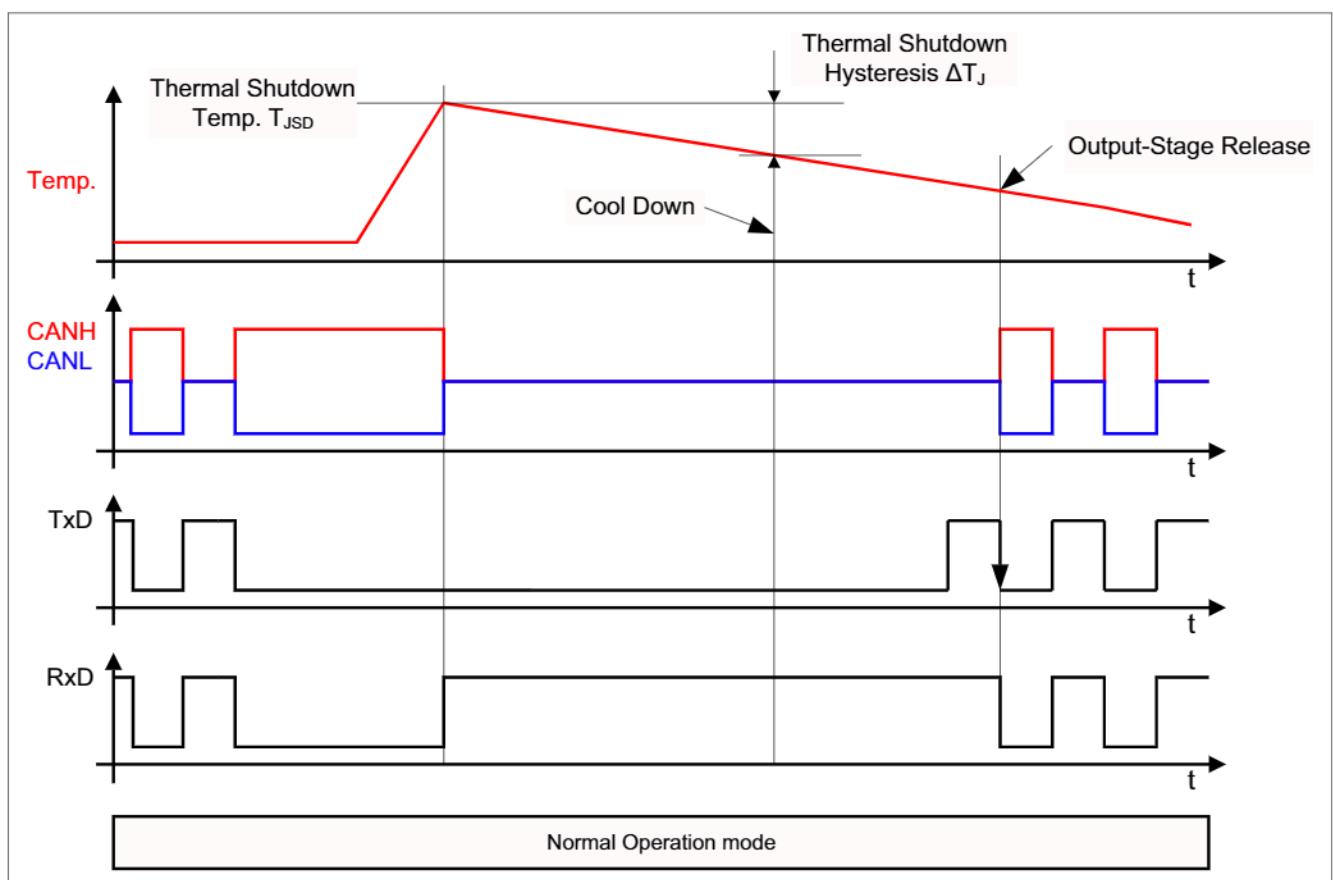 Thermal Shutdown
Hysteresis ΔTJ
Thermal Shutdown
Temp. TJSD
Output-Stage Release
Temp.
Cool Down
t
CANH
CANL
t
TxD
t
RxD
t
Normal Operation mode